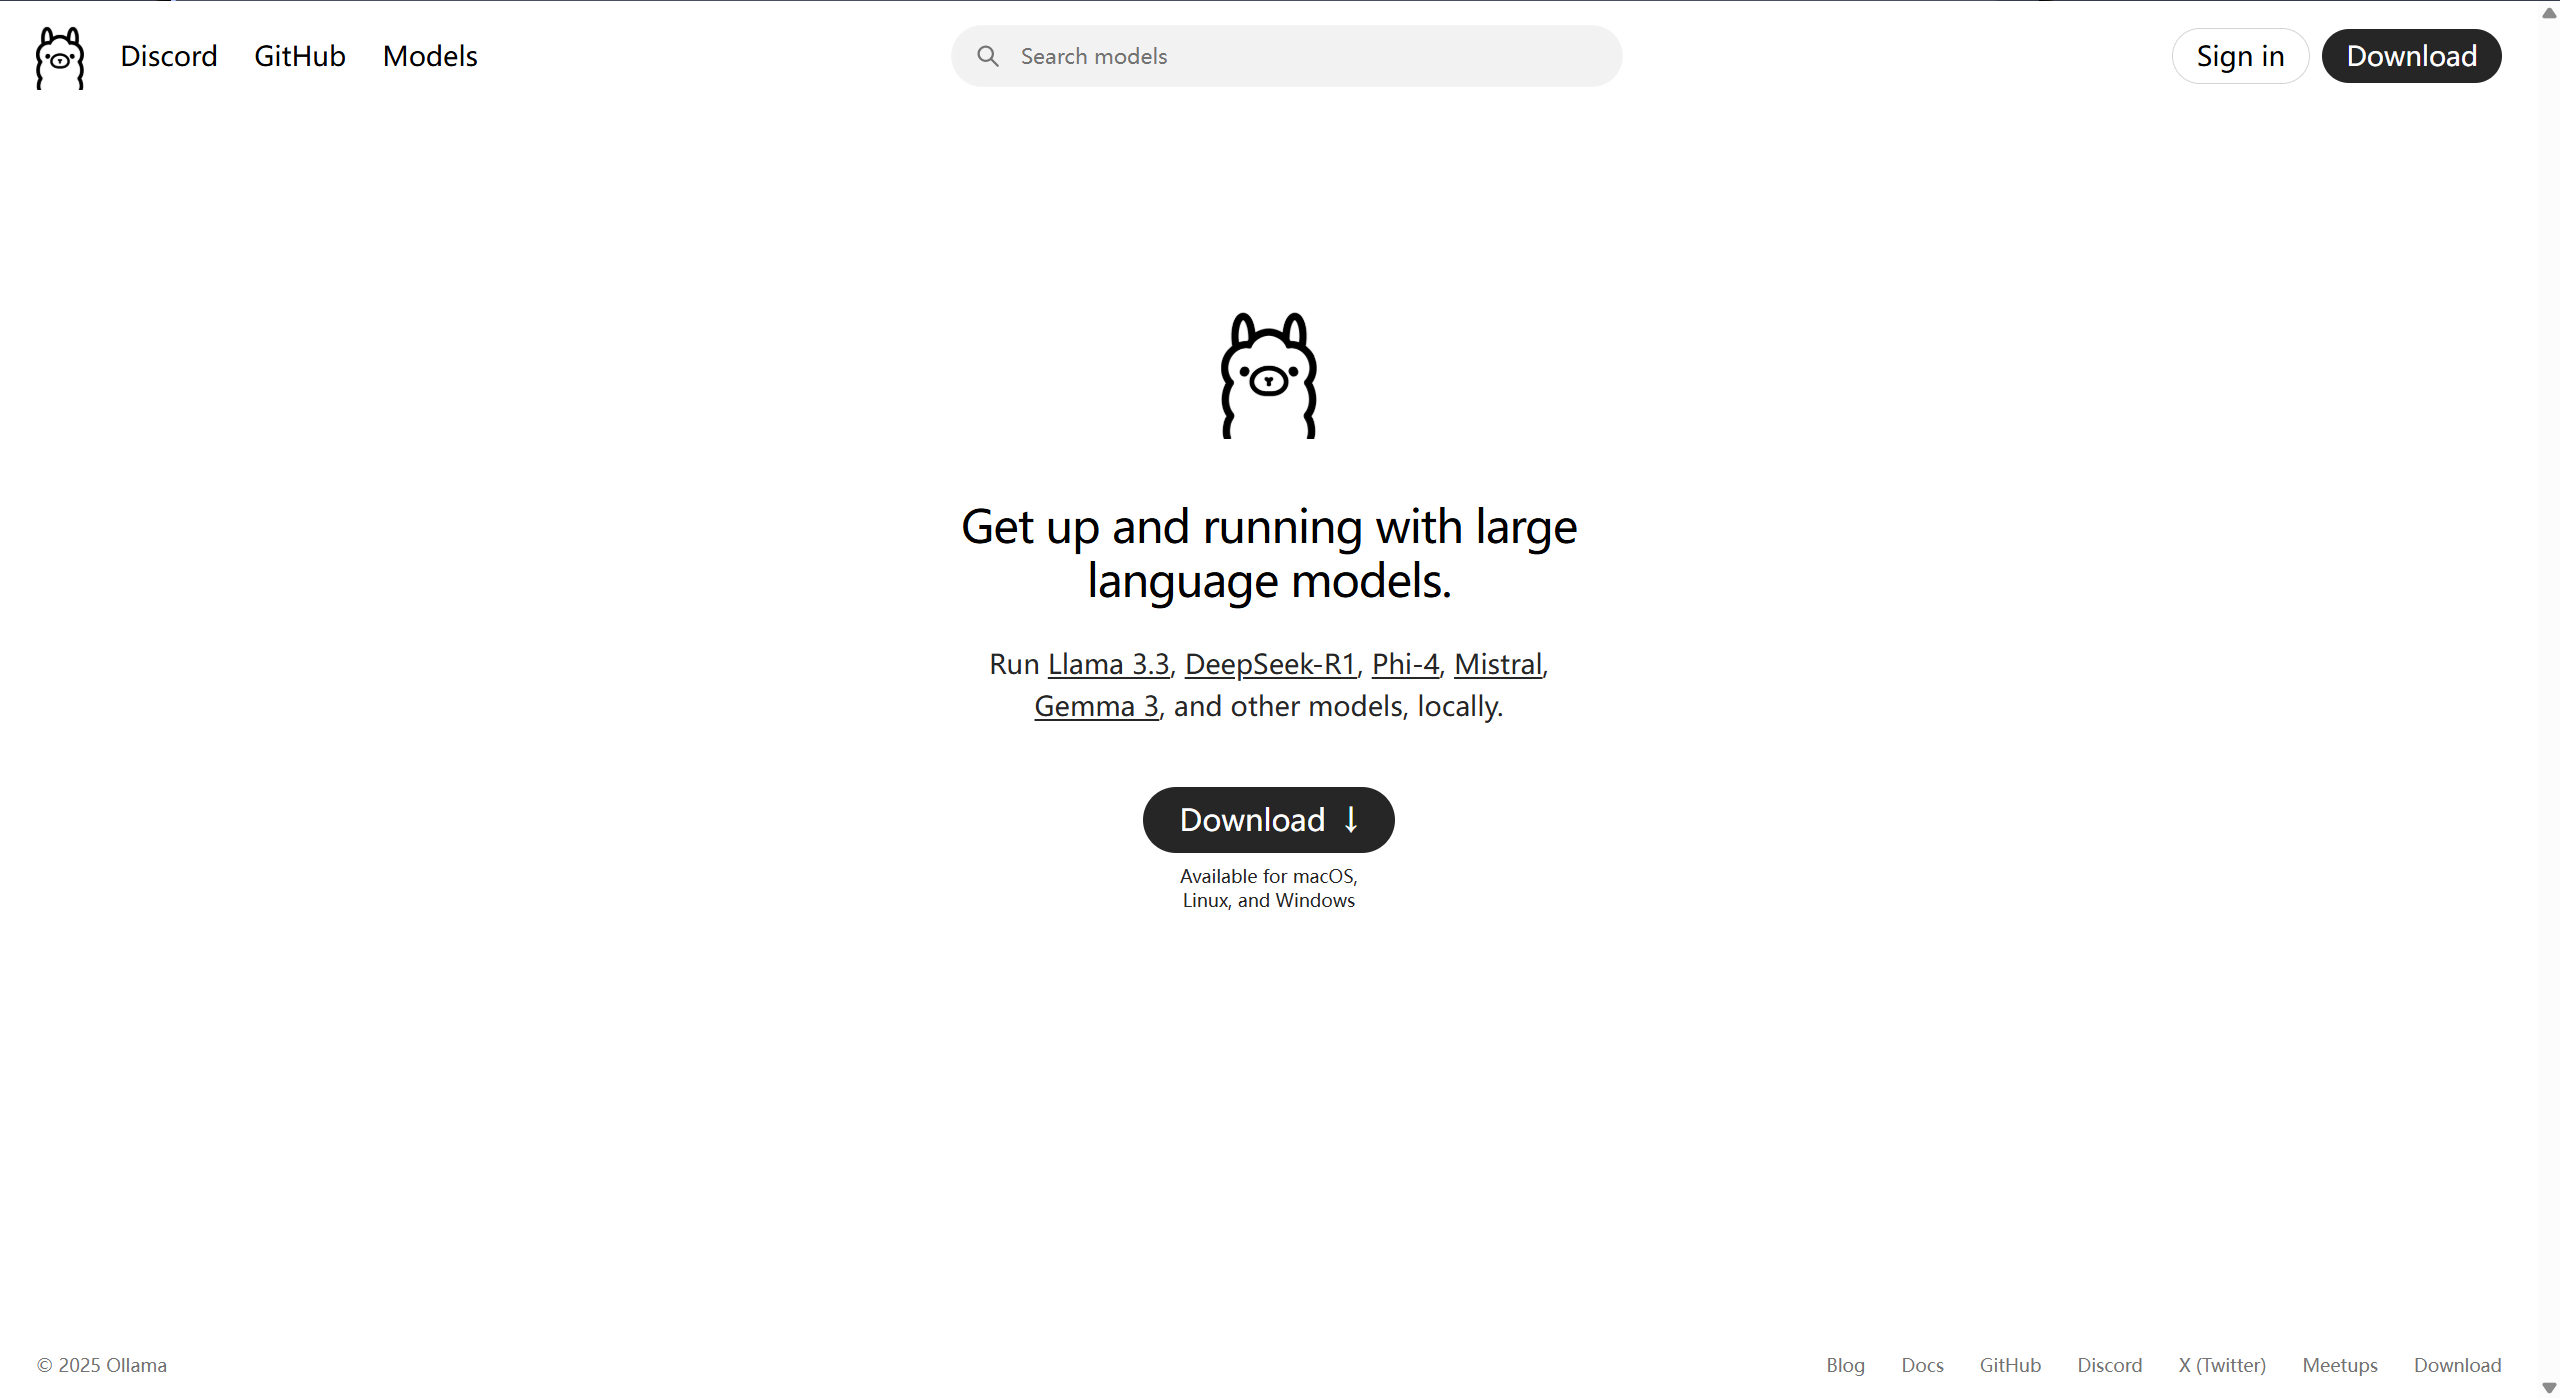 Discord GitHub Models Search models Sign in Download
Get up and running with large
language models.
Run Llama 3.3, DeepSeek-R1, Phi-4, Mistral,
Gemma 3, and other models, locally.
Download ↓
Available for macOS,
Linux, and Windows
© 2025 Ollama Blog Docs GitHub Discord X (Twitter) Meetups Download